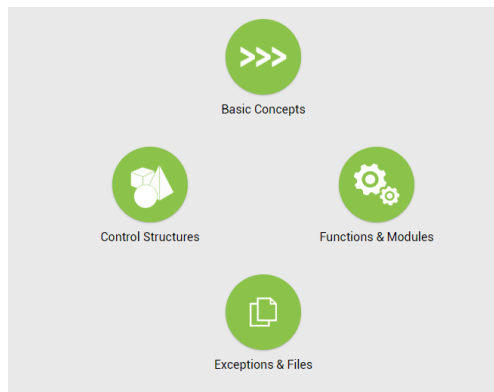 >>>
Basic Concepts
Control Structures
Functions & Modules
Exceptions & Files